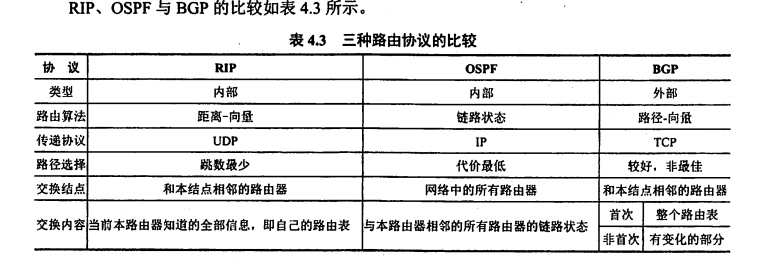 RIP、OSPF 与 BGP 的比较如表 4.3 所示。
表 4.3 三种路由协议的比较
协 议 RIP OSPF BGP
类型 内部 内部 外部
路由算法 距离-向量 链路状态 路径-向量
传递协议 UDP IP TCP
路径选择 跳数最少 代价最低 较好，非最佳
交换结点 和本结点相邻的路由器 网络中的所有路由器 和本结点相邻的路由器
交换内容 当前本路由器知道的全部信息，即自己的路由表 与本路由器相邻的所有路由器的链路状态 首次 整个路由表
非首次 有变化的部分